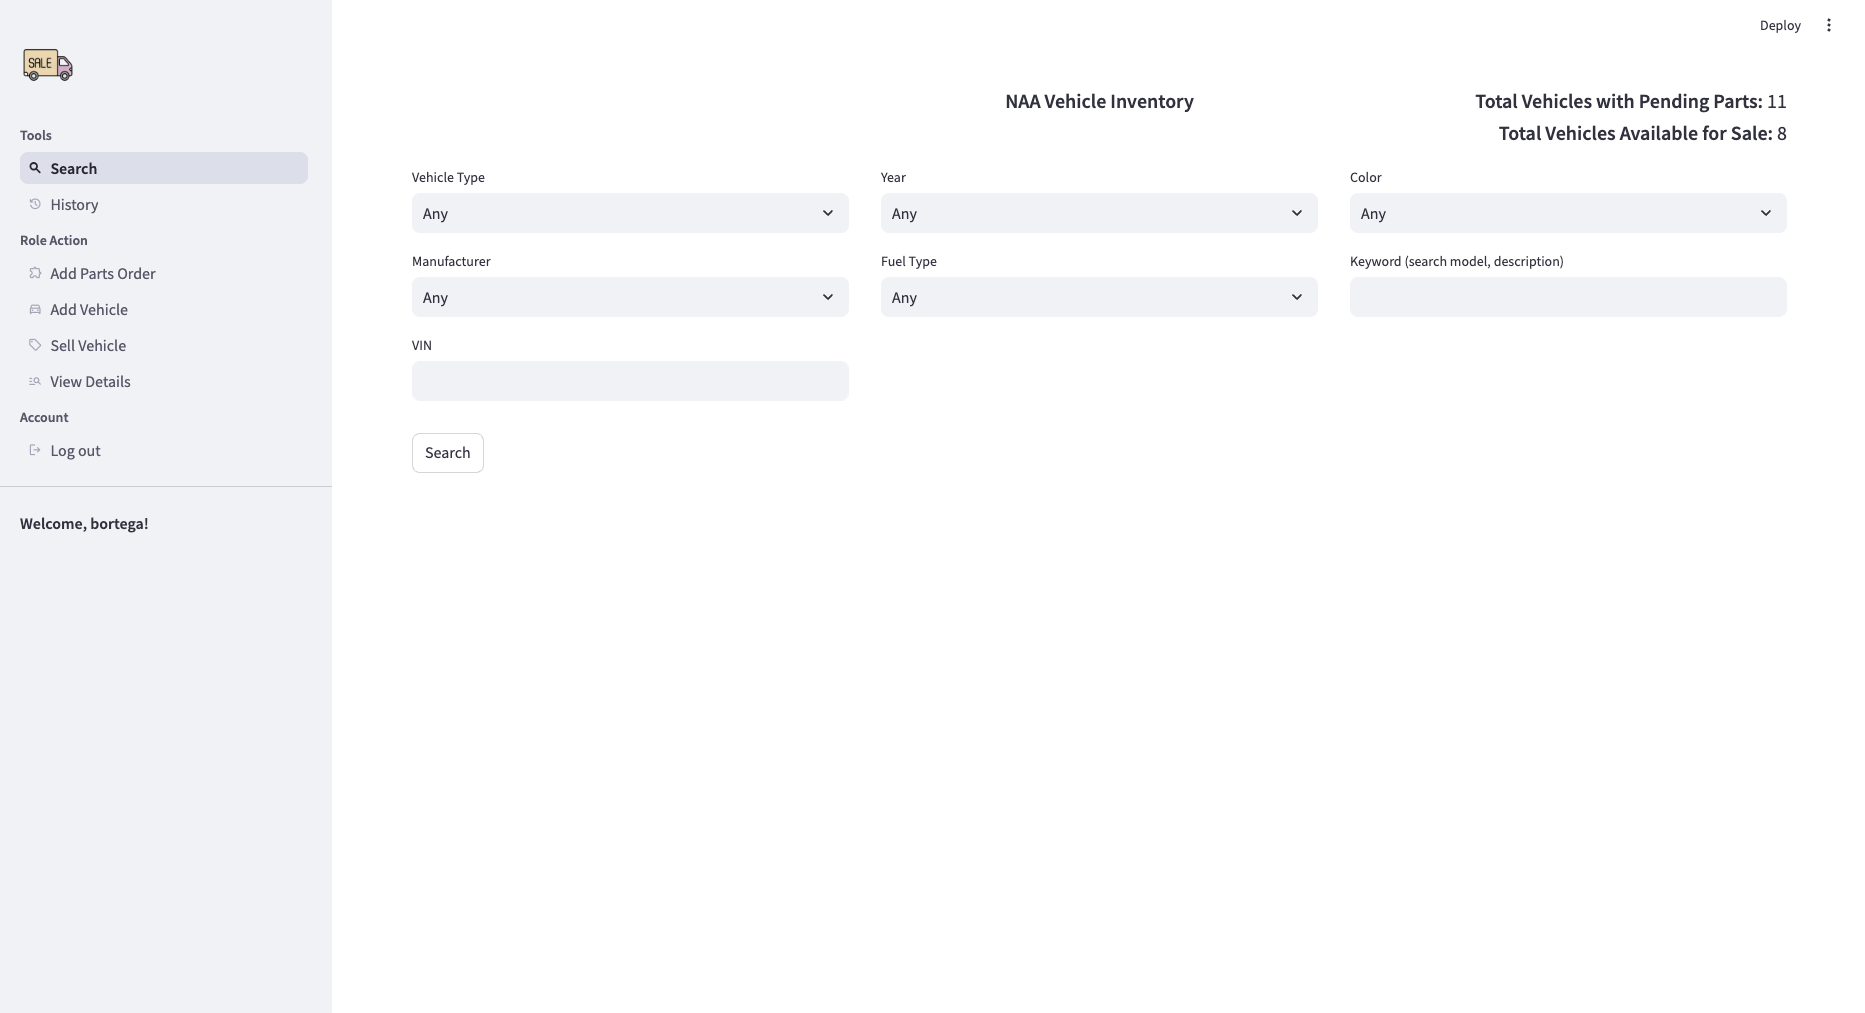 Deploy
SALE
NAA Vehicle Inventory
Total Vehicles with Pending Parts: 11
Total Vehicles Available for Sale: 8
Tools
Search
History
Role Action
Add Parts Order
Add Vehicle
Sell Vehicle
View Details
Account
Log out
Welcome, bortega!
Vehicle Type
Any
Year
Any
Color
Any
Manufacturer
Any
Fuel Type
Any
Keyword (search model, description)
VIN
Search